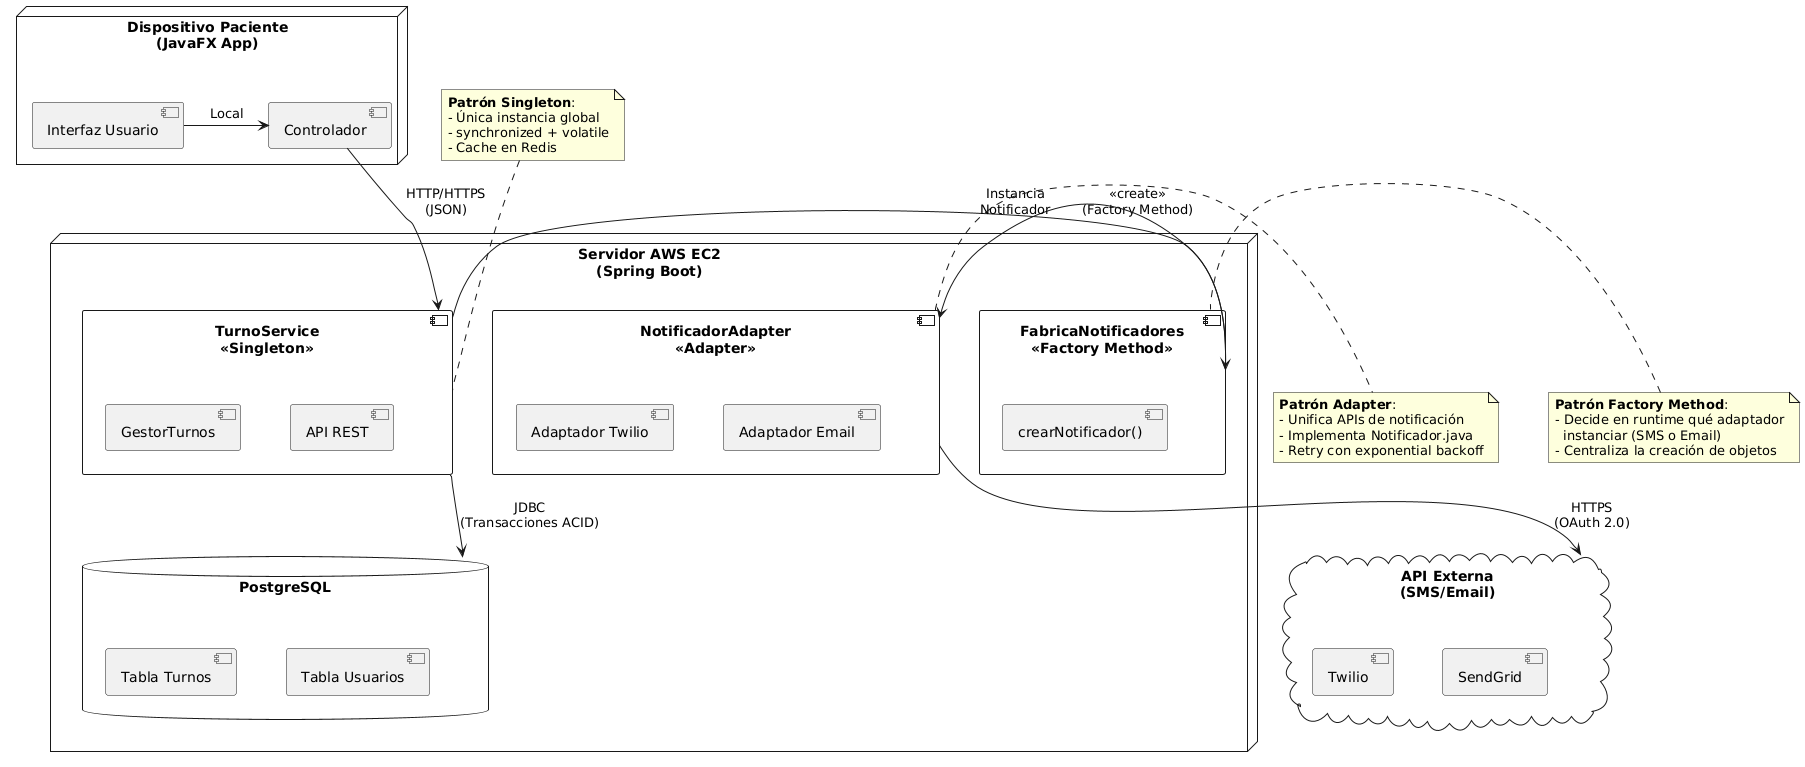 Dispositivo Paciente
(JavaFX App)
Interfaz Usuario
Local
Controlador
Patrón Singleton:
- Única instancia global
- synchronized + volatile
- Cache en Redis
HTTP/HTTPS
(JSON)
Instancia
Notificador
«create»
(Factory Method)
Servidor AWS EC2
(Spring Boot)
TurnoService
«Singleton»
GestorTurnos
API REST
NotificadorAdapter
«Adapter»
Adaptador Twilio
Adaptador Email
FabricaNotificadores
«Factory Method»
crearNotificador()
Patrón Adapter:
- Unifica APIs de notificación
- Implementa Notificador.java
- Retry con exponential backoff
Patrón Factory Method:
- Decide en runtime qué adaptador
instanciar (SMS o Email)
- Centraliza la creación de objetos
JDBC
(Transacciones ACID)
HTTPS
(OAuth 2.0)
PostgreSQL
Tabla Turnos
Tabla Usuarios
API Externa
(SMS/Email)
Twilio
SendGrid